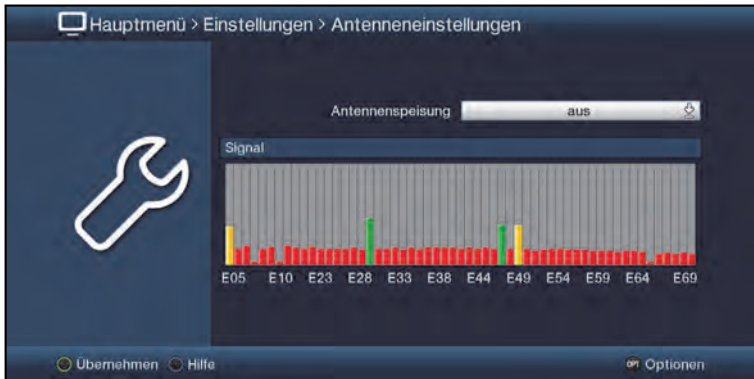 Hauptmenü > Einstellungen > Antenneneinstellungen
Antennenspeisung aus
Signal
E05 E10 E23 E28 E33 E38 E44 E49 E54 E59 E64 E69
Übernehmen Hilfe OPT Optionen